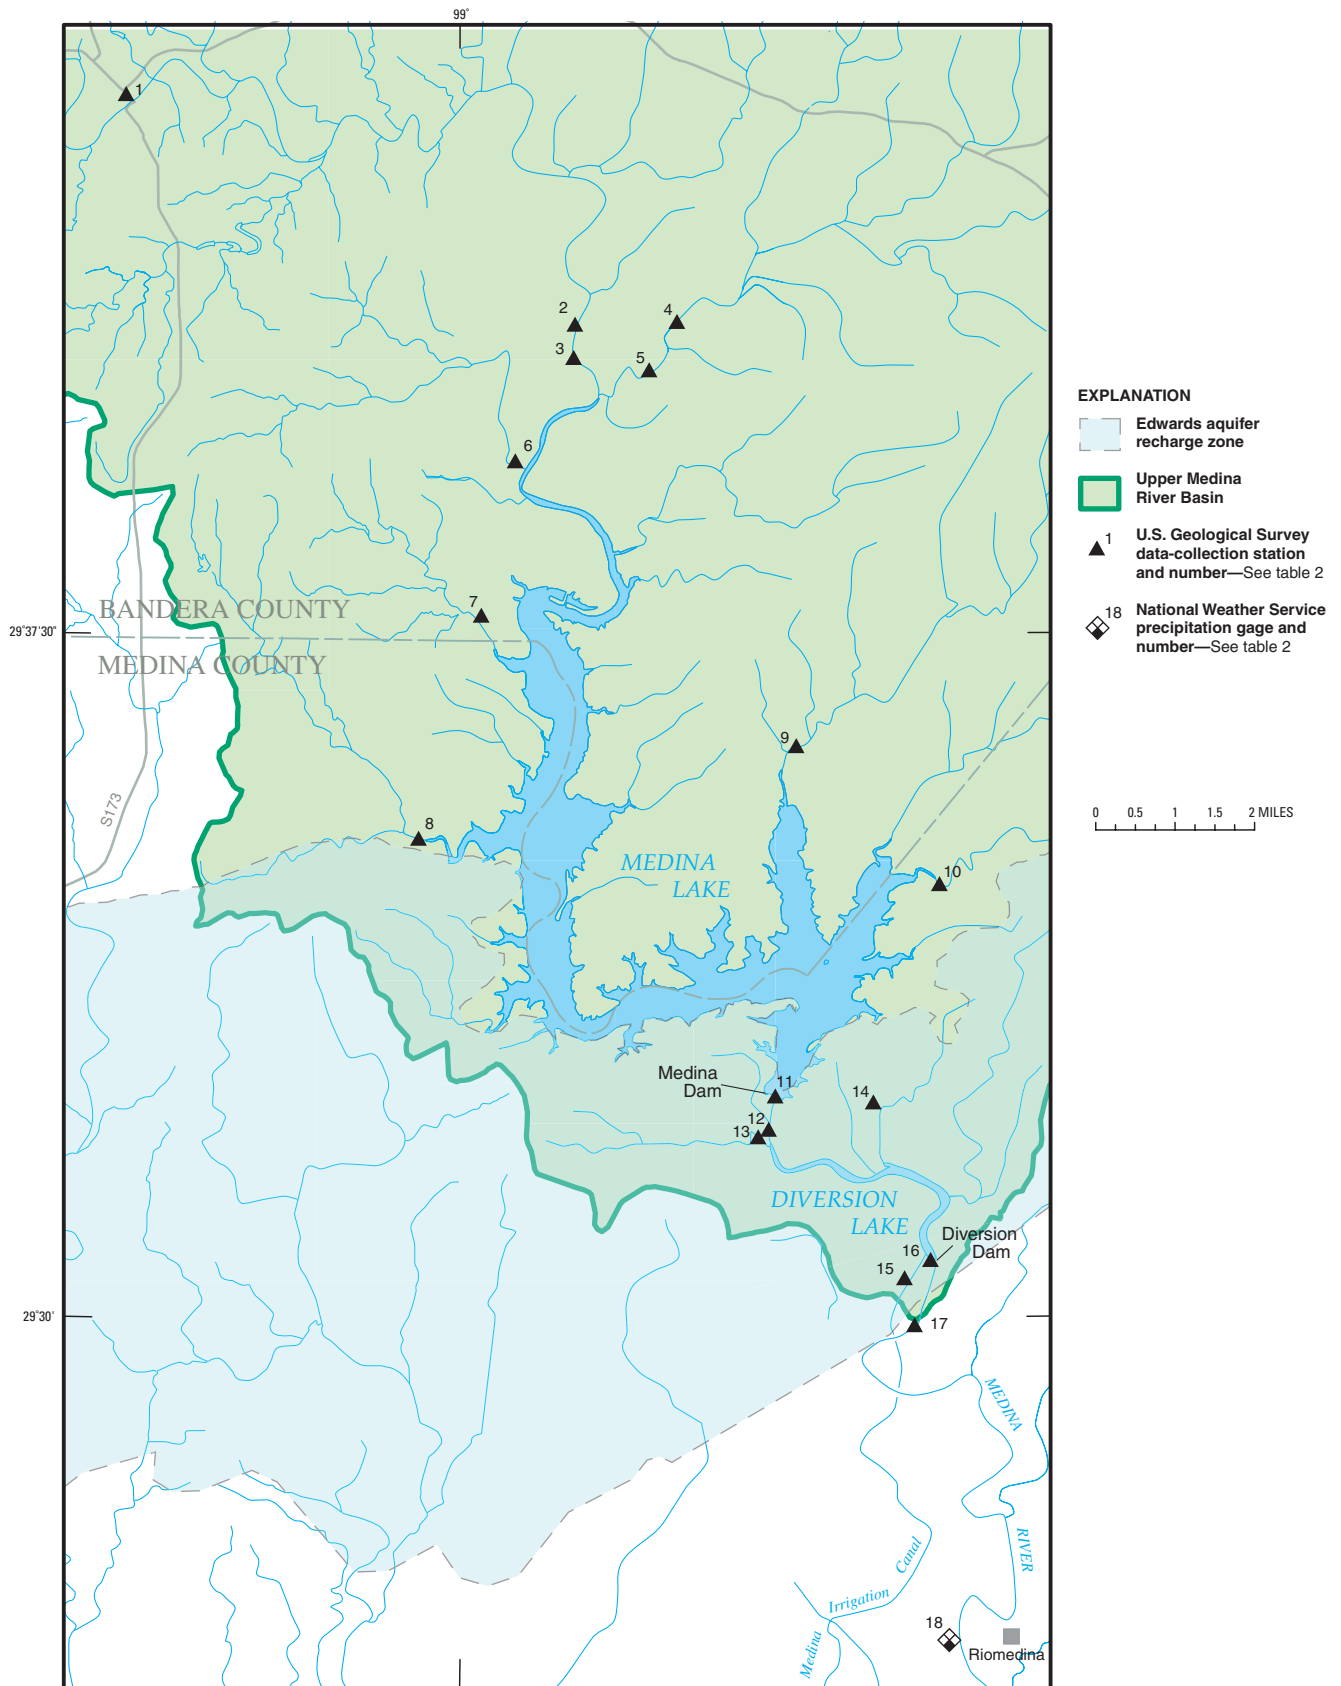 99°
1
2
4
3
5
6
EXPLANATION
Edwards aquifer
recharge zone
Upper Medina
River Basin
1
U.S. Geological Survey
data-collection station
and number—See table 2
18
National Weather Service
precipitation gage and
number—See table 2
BANDERA COUNTY
7
29°37'30"
MEDINA COUNTY
9
S173
8
0 0.5 1 1.5 2 MILES
MEDINA
LAKE
10
Medina
Dam
11
14
12
13
DIVERSION
LAKE
Diversion
Dam
16
15
29°30'
17
MEDINA
RIVER
Canal
Irrigation
Medina
18
Riomedina